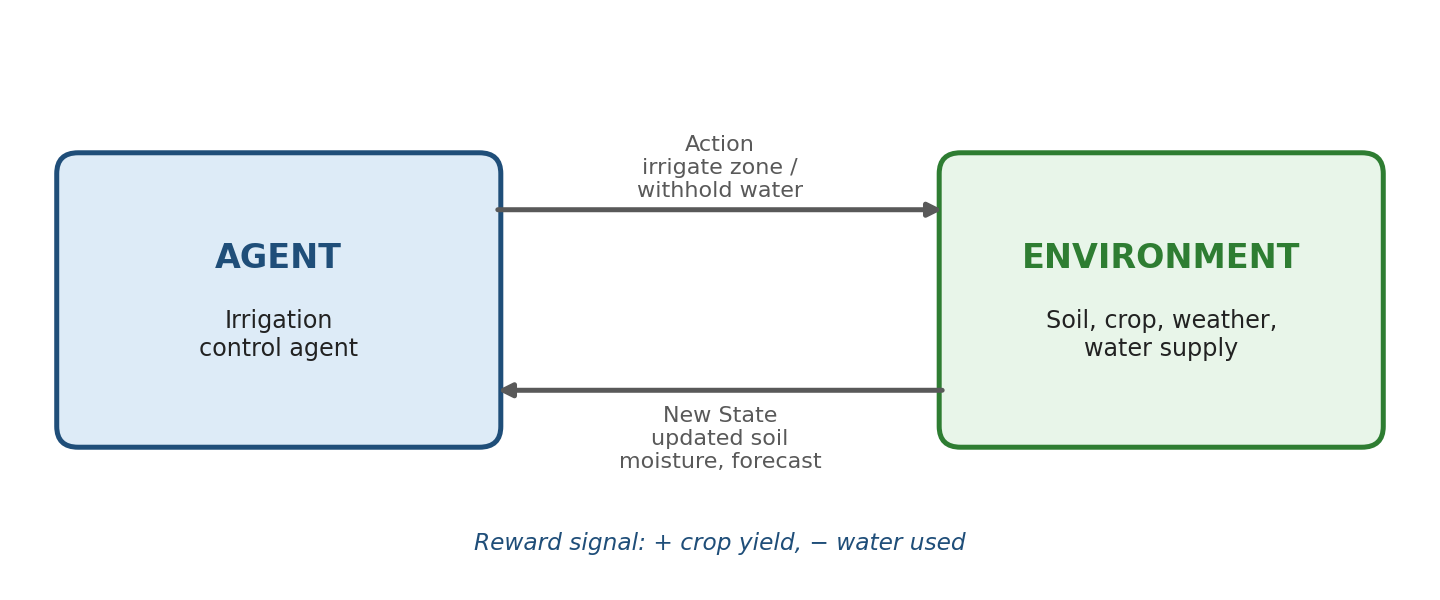 Action
irrigate zone /
withhold water
AGENT
Irrigation
control agent
ENVIRONMENT
Soil, crop, weather,
water supply
New State
updated soil
moisture, forecast
Reward signal: + crop yield, − water used